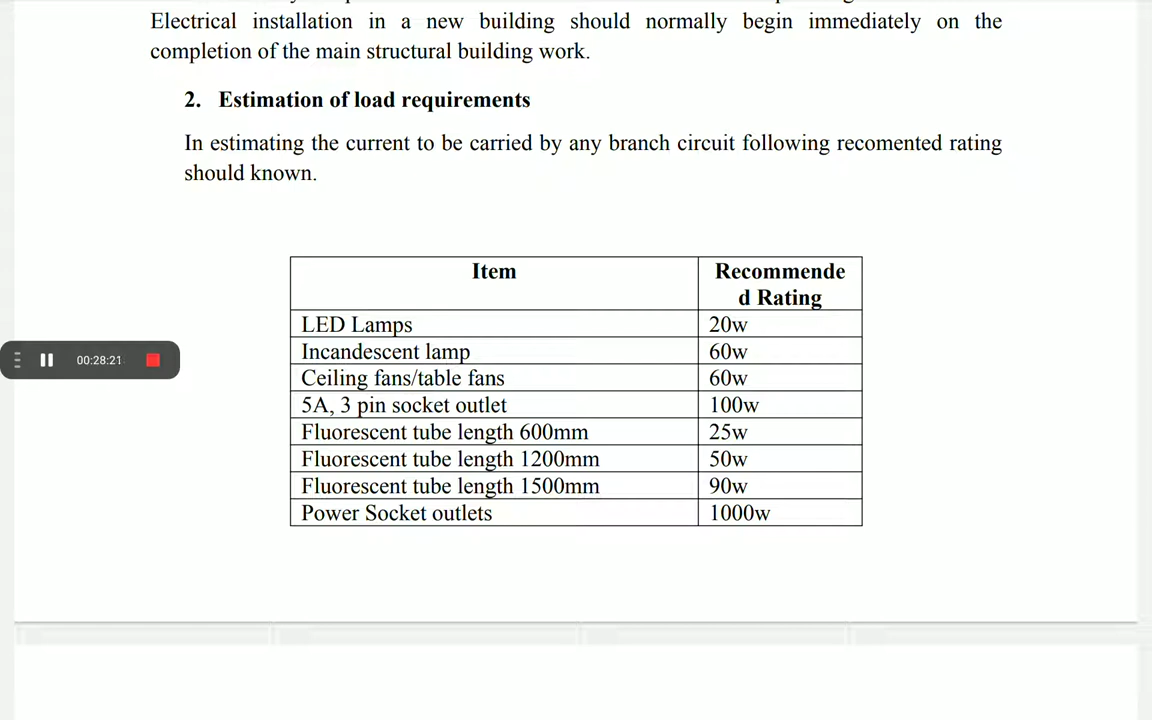 Electrical installation in a new building should normally begin immediately on the
completion of the main structural building work.
2. Estimation of load requirements
In estimating the current to be carried by any branch circuit following recomented rating
should known.
Item
Recommende
d Rating
LED Lamps 20w
Incandescent lamp 60w
Ceiling fans/table fans 60w
5A, 3 pin socket outlet 100w
Fluorescent tube length 600mm 25w
Fluorescent tube length 1200mm 50w
Fluorescent tube length 1500mm 90w
Power Socket outlets 1000w
00:28:21